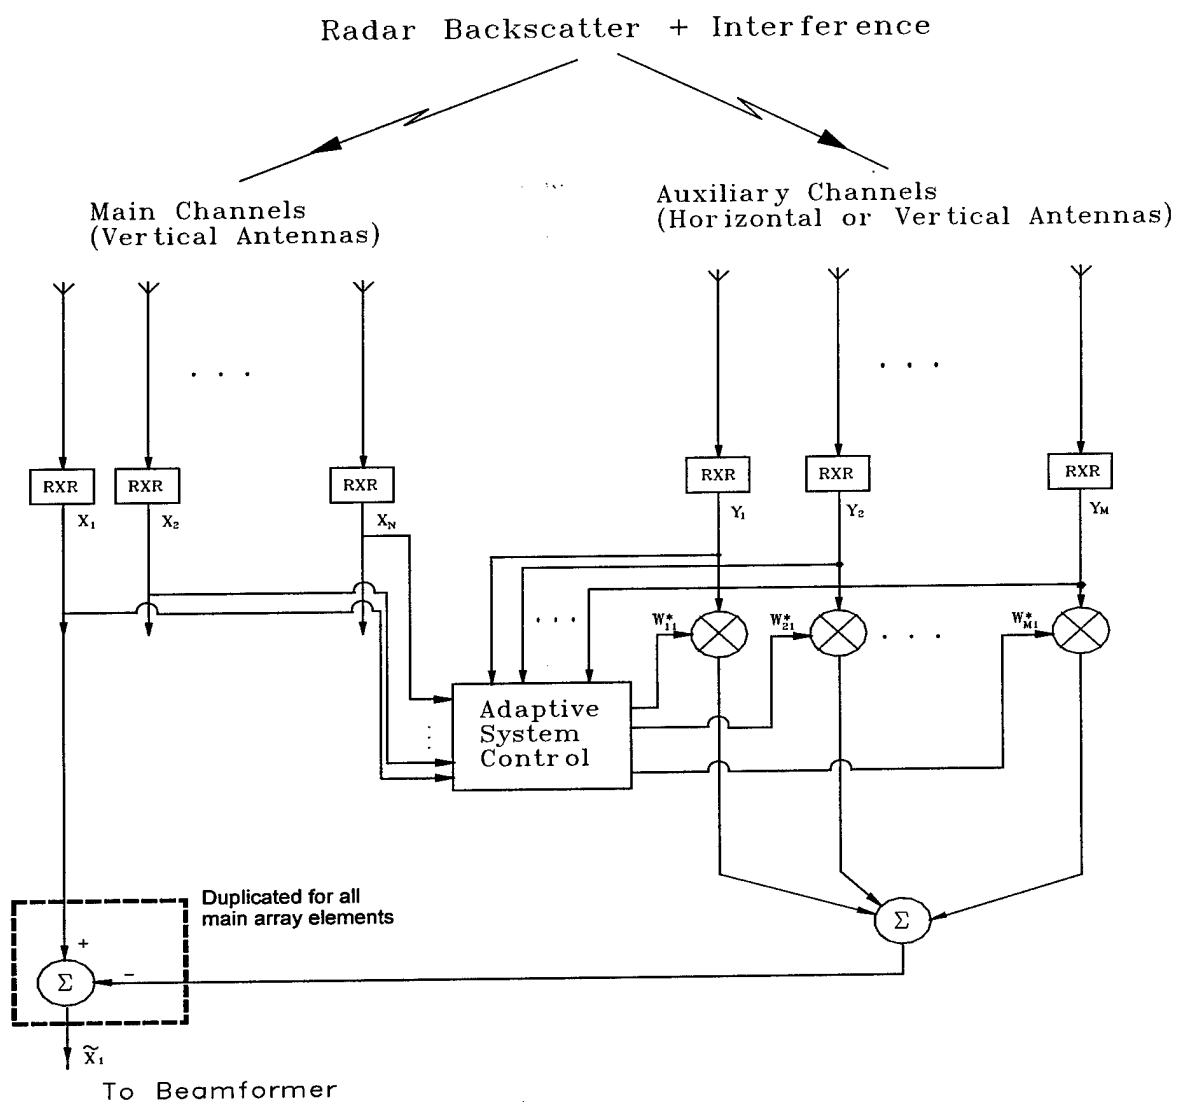 Radar Backscatter + Interference
Main Channels
(Vertical Antennas)
Auxiliary Channels
(Horizontal or Vertical Antennas)
. . .
. . .
RXR
RXR
RXR
RXR
RXR
RXR
X₁
X₂
X_N
Y₁
Y₂
Y_M
. . .
W*₁₁
W*₂₁
. . .
W*_M1
Adaptive
System
Control
Duplicated for all
main array elements
Σ
+
−
Σ
X̃₁
To Beamformer